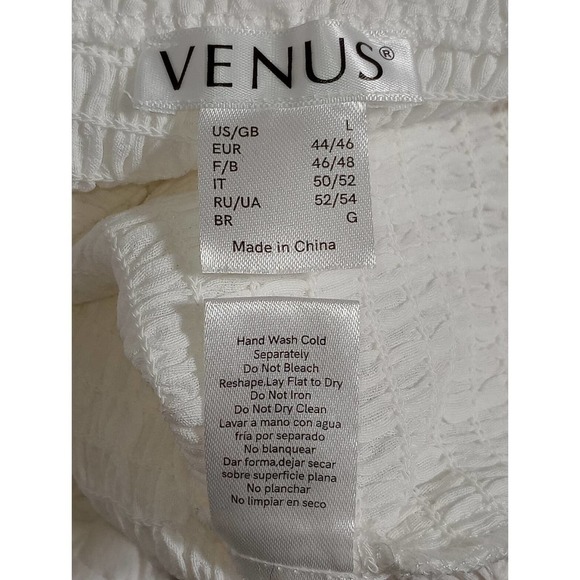 VENUS®
US/GB L
EUR 44/46
F/B 46/48
IT 50/52
RU/UA 52/54
BR G
Made in China
Hand Wash Cold
Separately
Do Not Bleach
Reshape,Lay Flat to Dry
Do Not Iron
Do Not Dry Clean
Lavar a mano con agua
fría por separado
No blanquear
Dar forma,dejar secar
sobre superficie plana
No planchar
No limpiar en seco